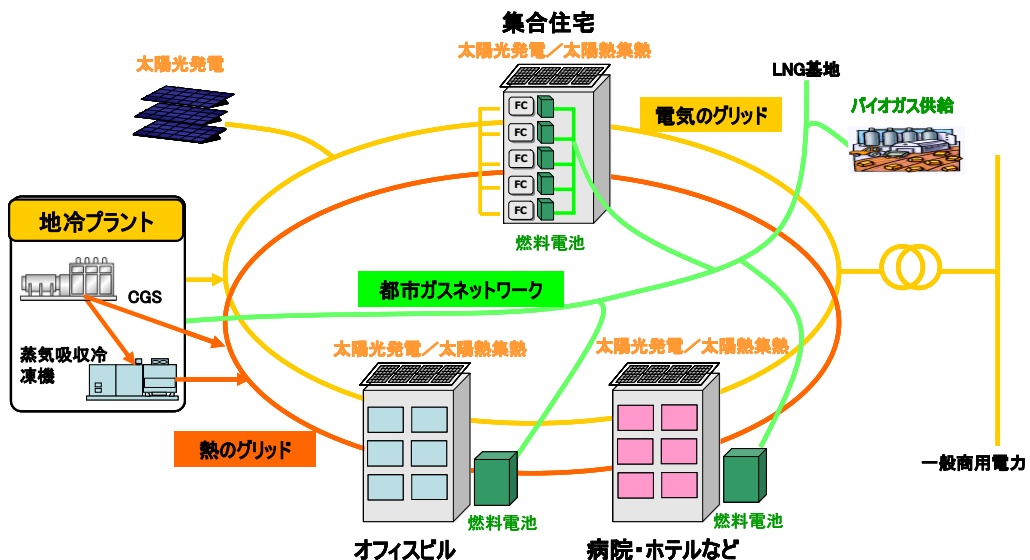 集合住宅
太陽光発電/太陽熱集熱
太陽光発電
LNG基地
バイオガス供給
電気のグリッド
FC
FC
FC
FC
FC
燃料電池
地冷プラント
CGS
蒸気吸収冷
凍機
都市ガスネットワーク
太陽光発電/太陽熱集熱
太陽光発電/太陽熱集熱
熱のグリッド
一般商用電力
燃料電池
燃料電池
オフィスビル
病院・ホテルなど